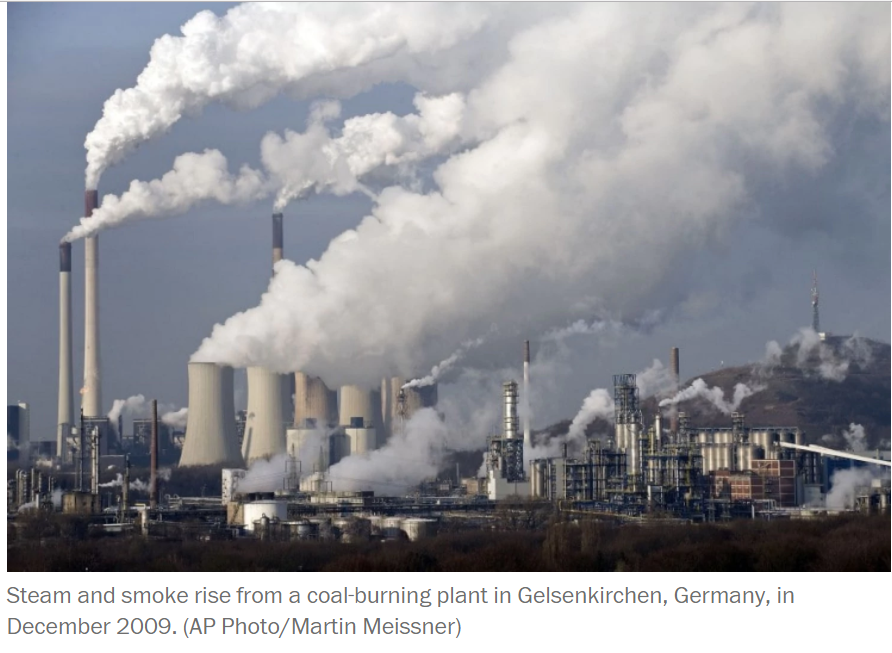 Steam and smoke rise from a coal-burning plant in Gelsenkirchen, Germany, in
December 2009. (AP Photo/Martin Meissner)